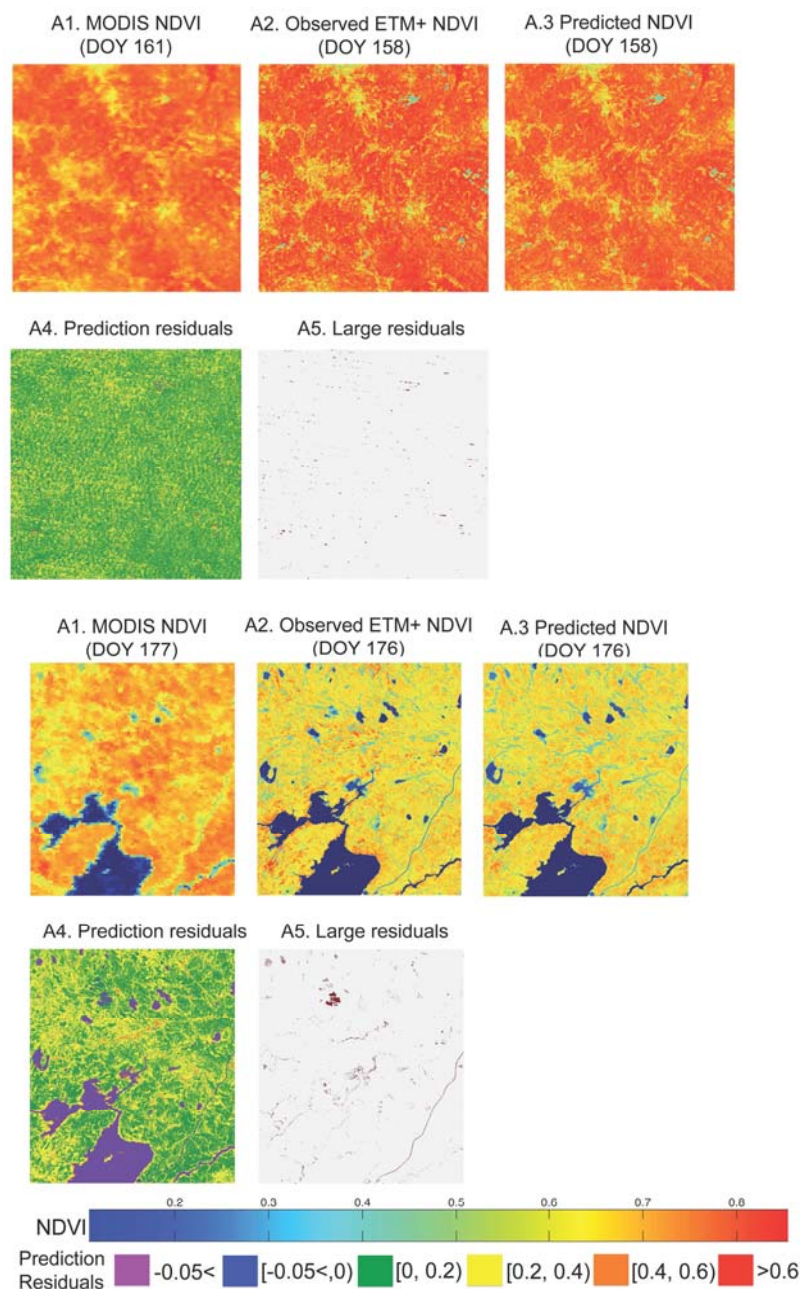 A1. MODIS NDVI
(DOY 161)
A2. Observed ETM+ NDVI
(DOY 158)
A.3 Predicted NDVI
(DOY 158)
A4. Prediction residuals
A5. Large residuals
A1. MODIS NDVI
(DOY 177)
A2. Observed ETM+ NDVI
(DOY 176)
A.3 Predicted NDVI
(DOY 176)
A4. Prediction residuals
A5. Large residuals
0.2 0.3 0.4 0.5 0.6 0.7 0.8
NDVI
Prediction
Residuals
-0.05< [-0.05<,0) [0, 0.2) [0.2, 0.4) [0.4, 0.6) >0.6